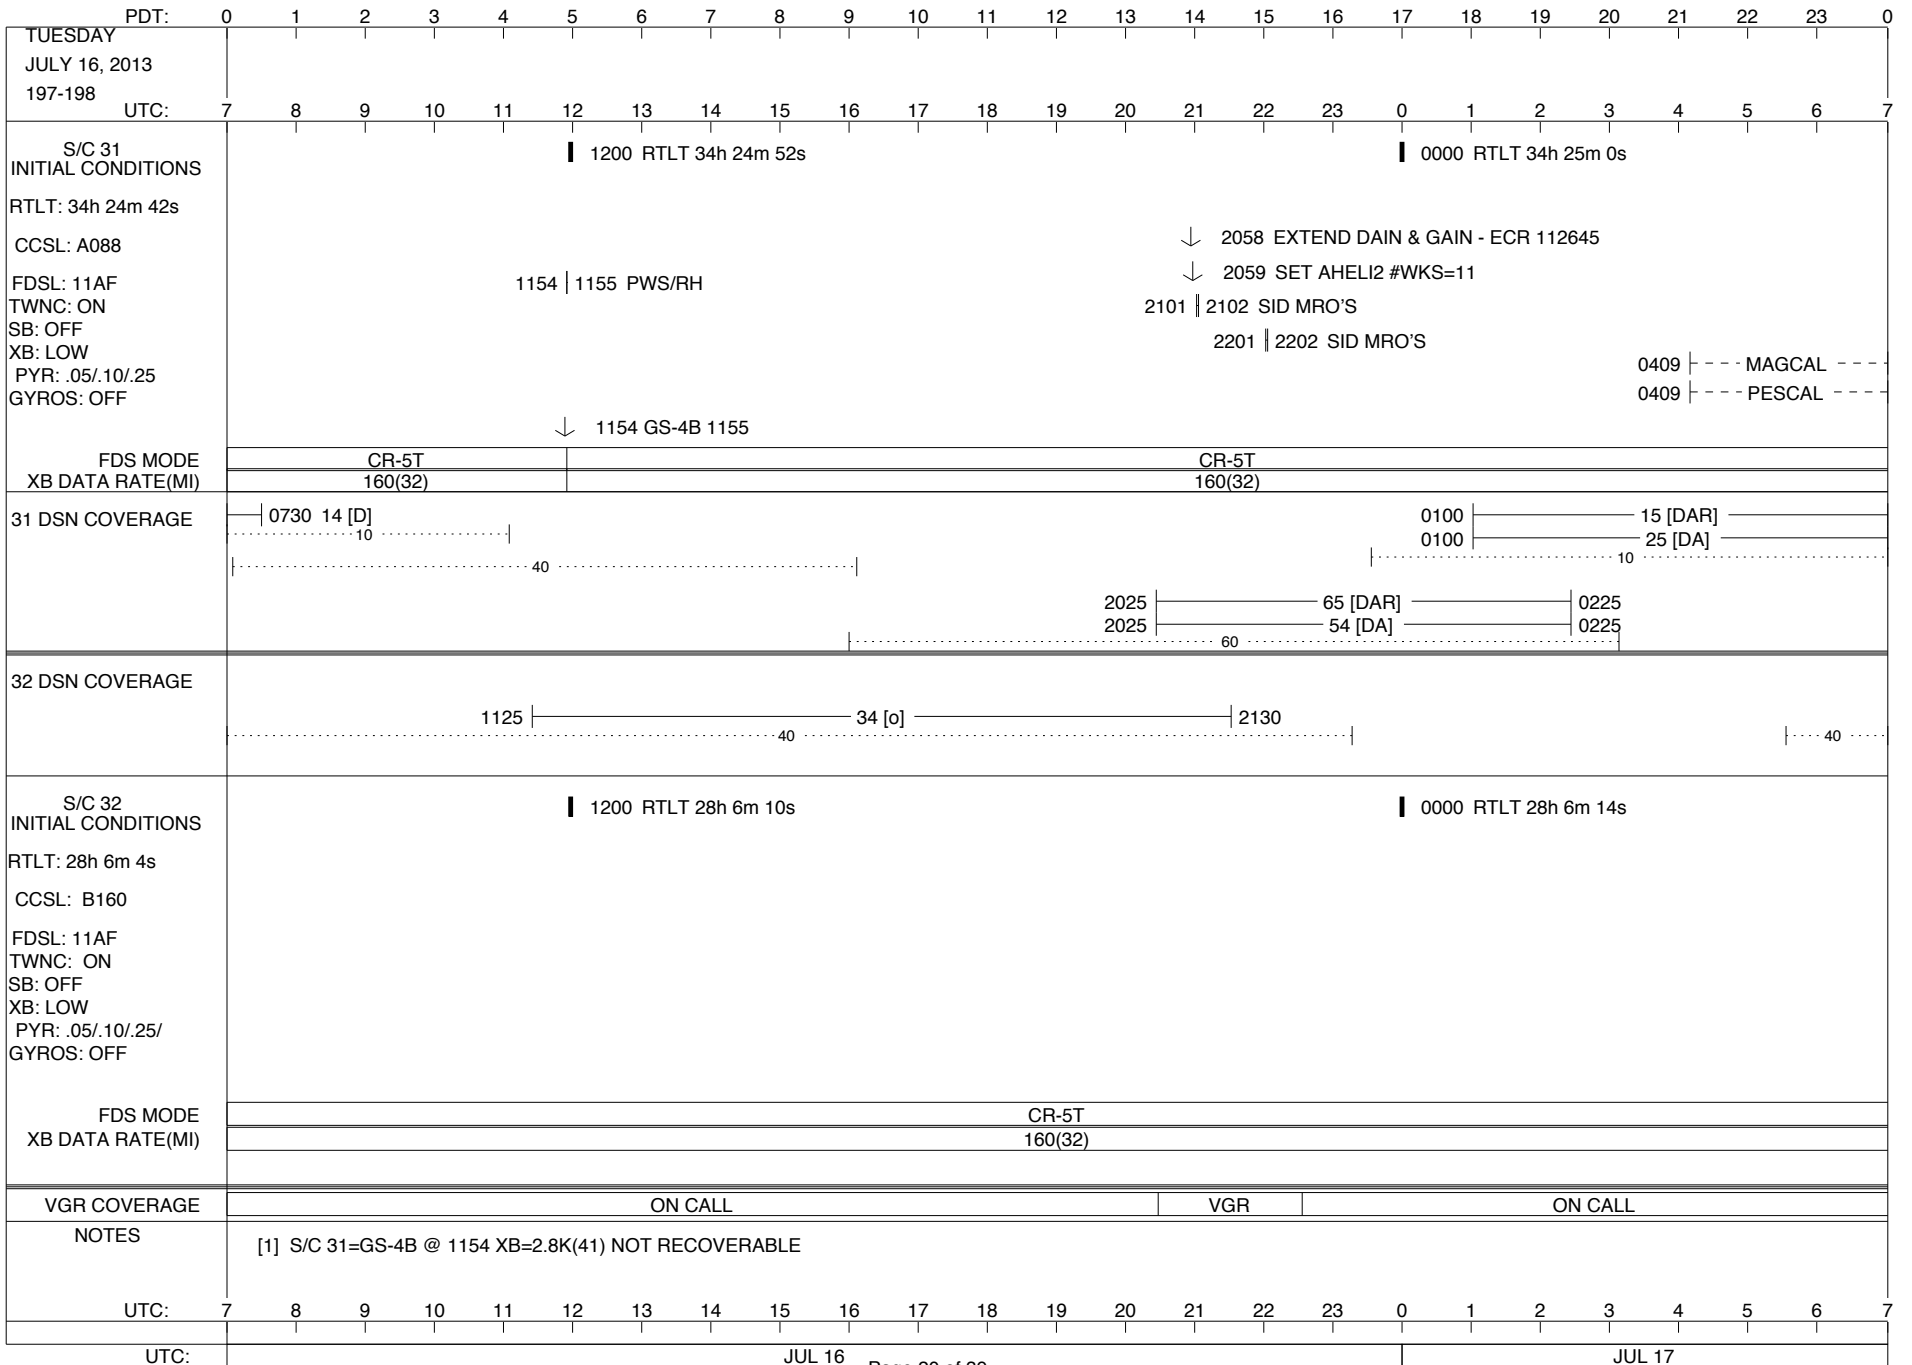 PDT: 0 1 2 3 4 5 6 7 8 9 10 11 12 13 14 15 16 17 18 19 20 21 22 23 0
TUESDAY
JULY 16, 2013
197-198
UTC: 7 8 9 10 11 12 13 14 15 16 17 18 19 20 21 22 23 0 1 2 3 4 5 6 7
S/C 31
INITIAL CONDITIONS
1200 RTLT 34h 24m 52s
0000 RTLT 34h 25m 0s
RTLT: 34h 24m 42s
CCSL: A088
2058 EXTEND DAIN & GAIN - ECR 112645
2059 SET AHELI2 #WKS=11
FDSL: 11AF
1154 1155 PWS/RH
TWNC: ON
2101 2102 SID MRO'S
SB: OFF
2201 2202 SID MRO'S
XB: LOW
0409 MAGCAL
PYR: .05/.10/.25
0409 PESCAL
GYROS: OFF
1154 GS-4B 1155
FDS MODE CR-5T CR-5T
XB DATA RATE(MI) 160(32) 160(32)
31 DSN COVERAGE
0730 14 [D]
0100 15 [DAR]
10
0100 25 [DA]
10
40
2025 65 [DAR] 0225
2025 54 [DA] 0225
60
32 DSN COVERAGE
1125 34 [o] 2130
40 40
S/C 32
INITIAL CONDITIONS
1200 RTLT 28h 6m 10s
0000 RTLT 28h 6m 14s
RTLT: 28h 6m 4s
CCSL: B160
FDSL: 11AF
TWNC: ON
SB: OFF
XB: LOW
PYR: .05/.10/.25/
GYROS: OFF
FDS MODE CR-5T
XB DATA RATE(MI) 160(32)
VGR COVERAGE ON CALL VGR ON CALL
NOTES
[1] S/C 31=GS-4B @ 1154 XB=2.8K(41) NOT RECOVERABLE
UTC: 7 8 9 10 11 12 13 14 15 16 17 18 19 20 21 22 23 0 1 2 3 4 5 6 7
UTC: JUL 16 JUL 17